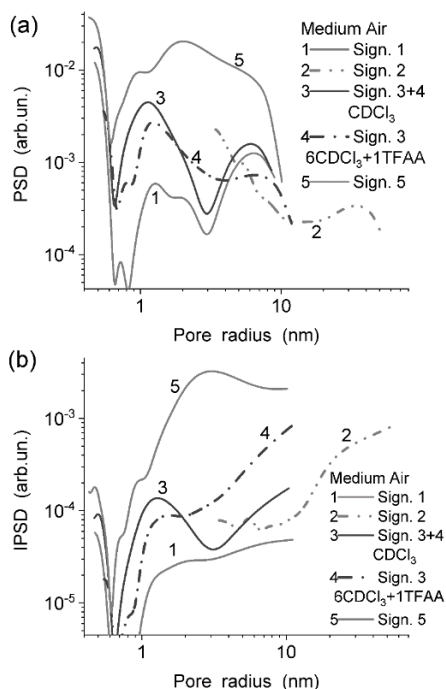 (a)
Medium Air
1 Sign. 1
2 Sign. 2
3 Sign. 3+4
CDCl₃
4 Sign. 3
6CDCl₃+1TFAA
5 Sign. 5
5
3
4
1
2
10⁻²
10⁻³
10⁻⁴
PSD (arb.un.)
1
10
Pore radius (nm)
(b)
5
4
2
3
1
10⁻³
10⁻⁴
10⁻⁵
IPSD (arb.un.)
Medium Air
1 Sign. 1
2 Sign. 2
3 Sign. 3+4
CDCl₃
4 Sign. 3
6CDCl₃+1TFAA
5 Sign. 5
1
10
Pore radius (nm)